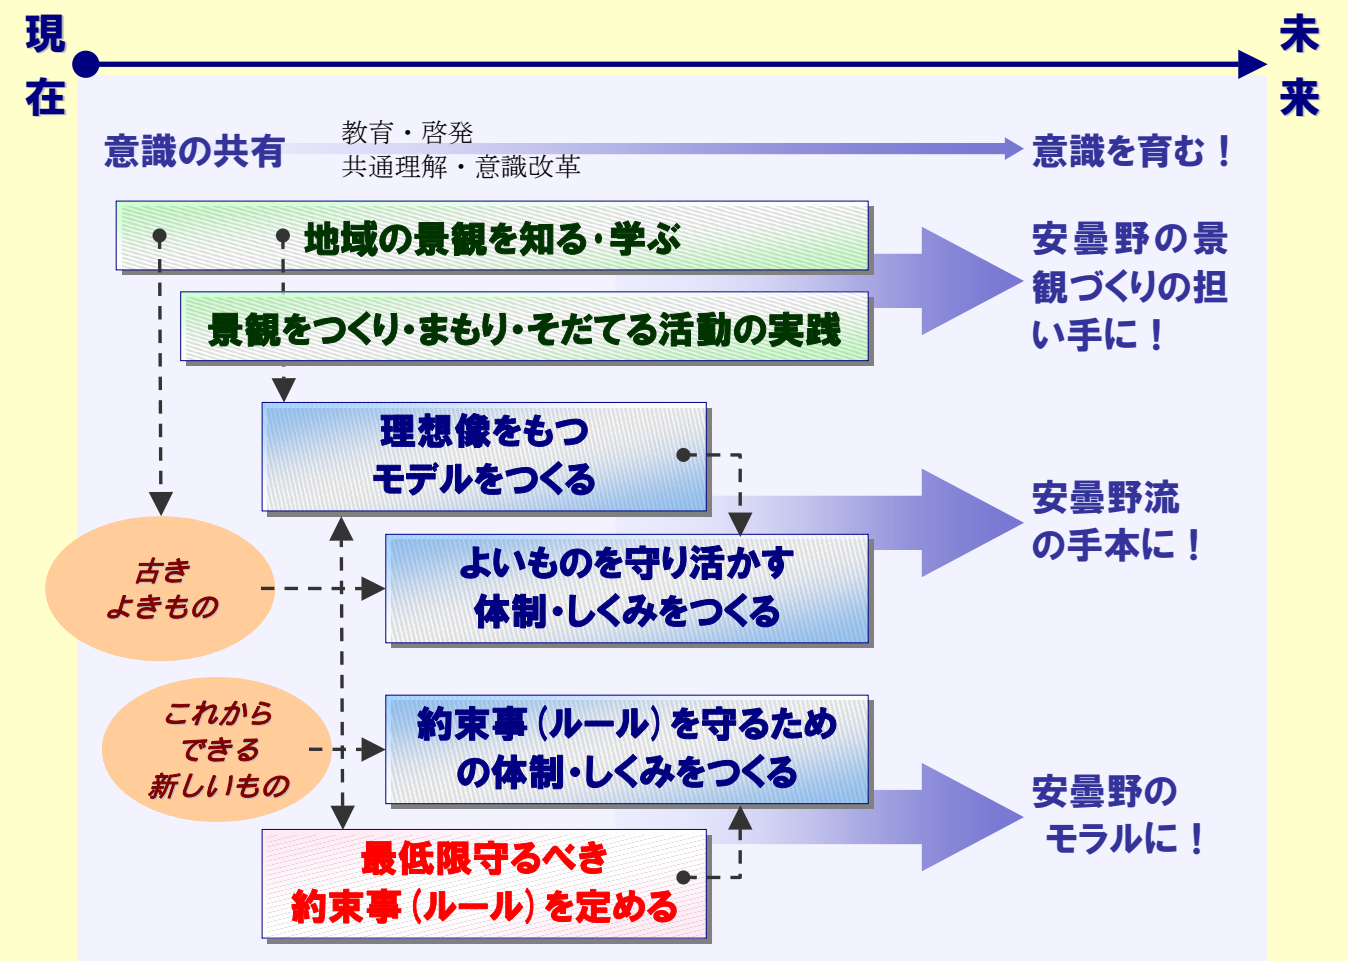 現在
未来
意識の共有
教育・啓発
共通理解・意識改革
意識を育む！
地域の景観を知る・学ぶ
安曇野の景
観づくりの担
い手に！
景観をつくり・まもり・そだてる活動の実践
理想像をもつ
モデルをつくる
安曇野流
の手本に！
よいものを守り活かす
体制・しくみをつくる
古き
よきもの
これから
できる
新しいもの
約束事(ルール)を守るため
の体制・しくみをつくる
安曇野の
モラルに！
最低限守るべき
約束事(ルール)を定める